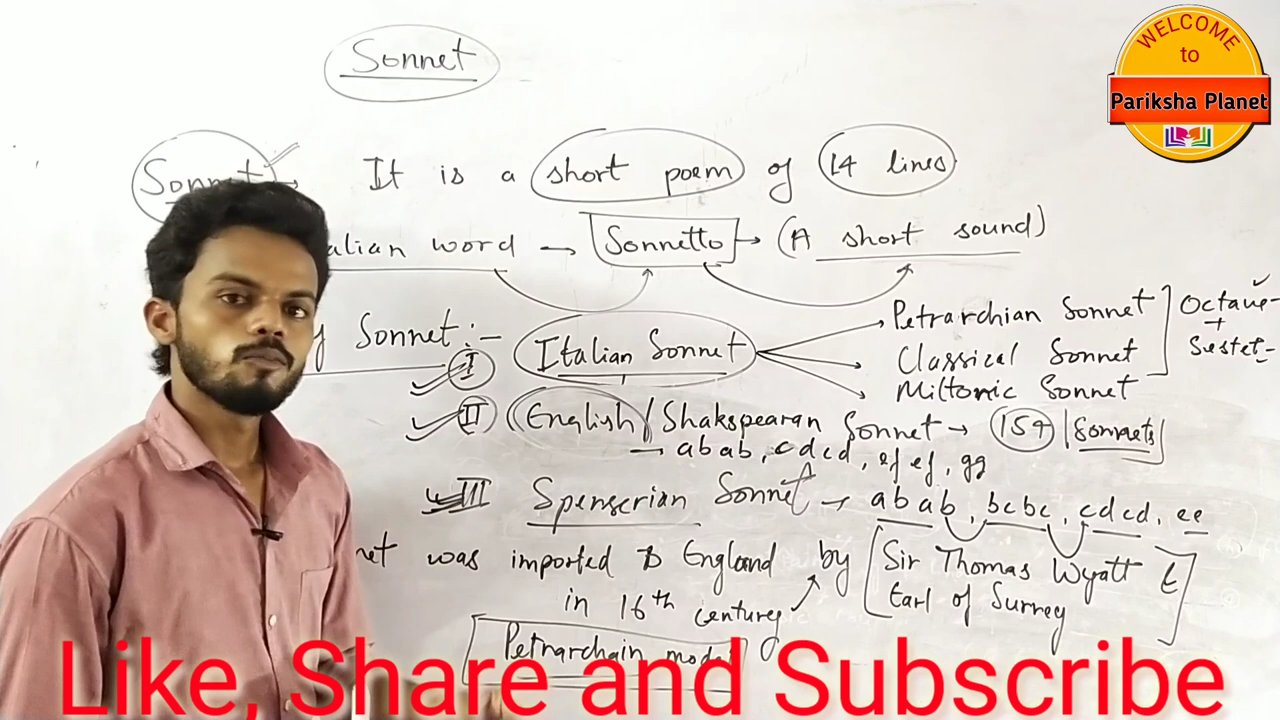 Sonnet
WELCOME
to
Pariksha Planet
Sonnet → It is a short poem of 14 lines
alian word → Sonnetto → (A short sound)
y Sonnet :-
I Italian Sonnet
Petrarchian Sonnet
Classical Sonnet
Miltonic Sonnet
Octave
+
Sestet
II English/Shakspearan Sonnet → 154 Sonnets
→ abab, cdcd, efef, gg
III Spenserian Sonnet → abab, bcbc, cdcd, ee
net was imported to England by [Sir Thomas Wyatt &
Earl of Surrey]
in 16th century
Petrarchain model
Like, Share and Subscribe